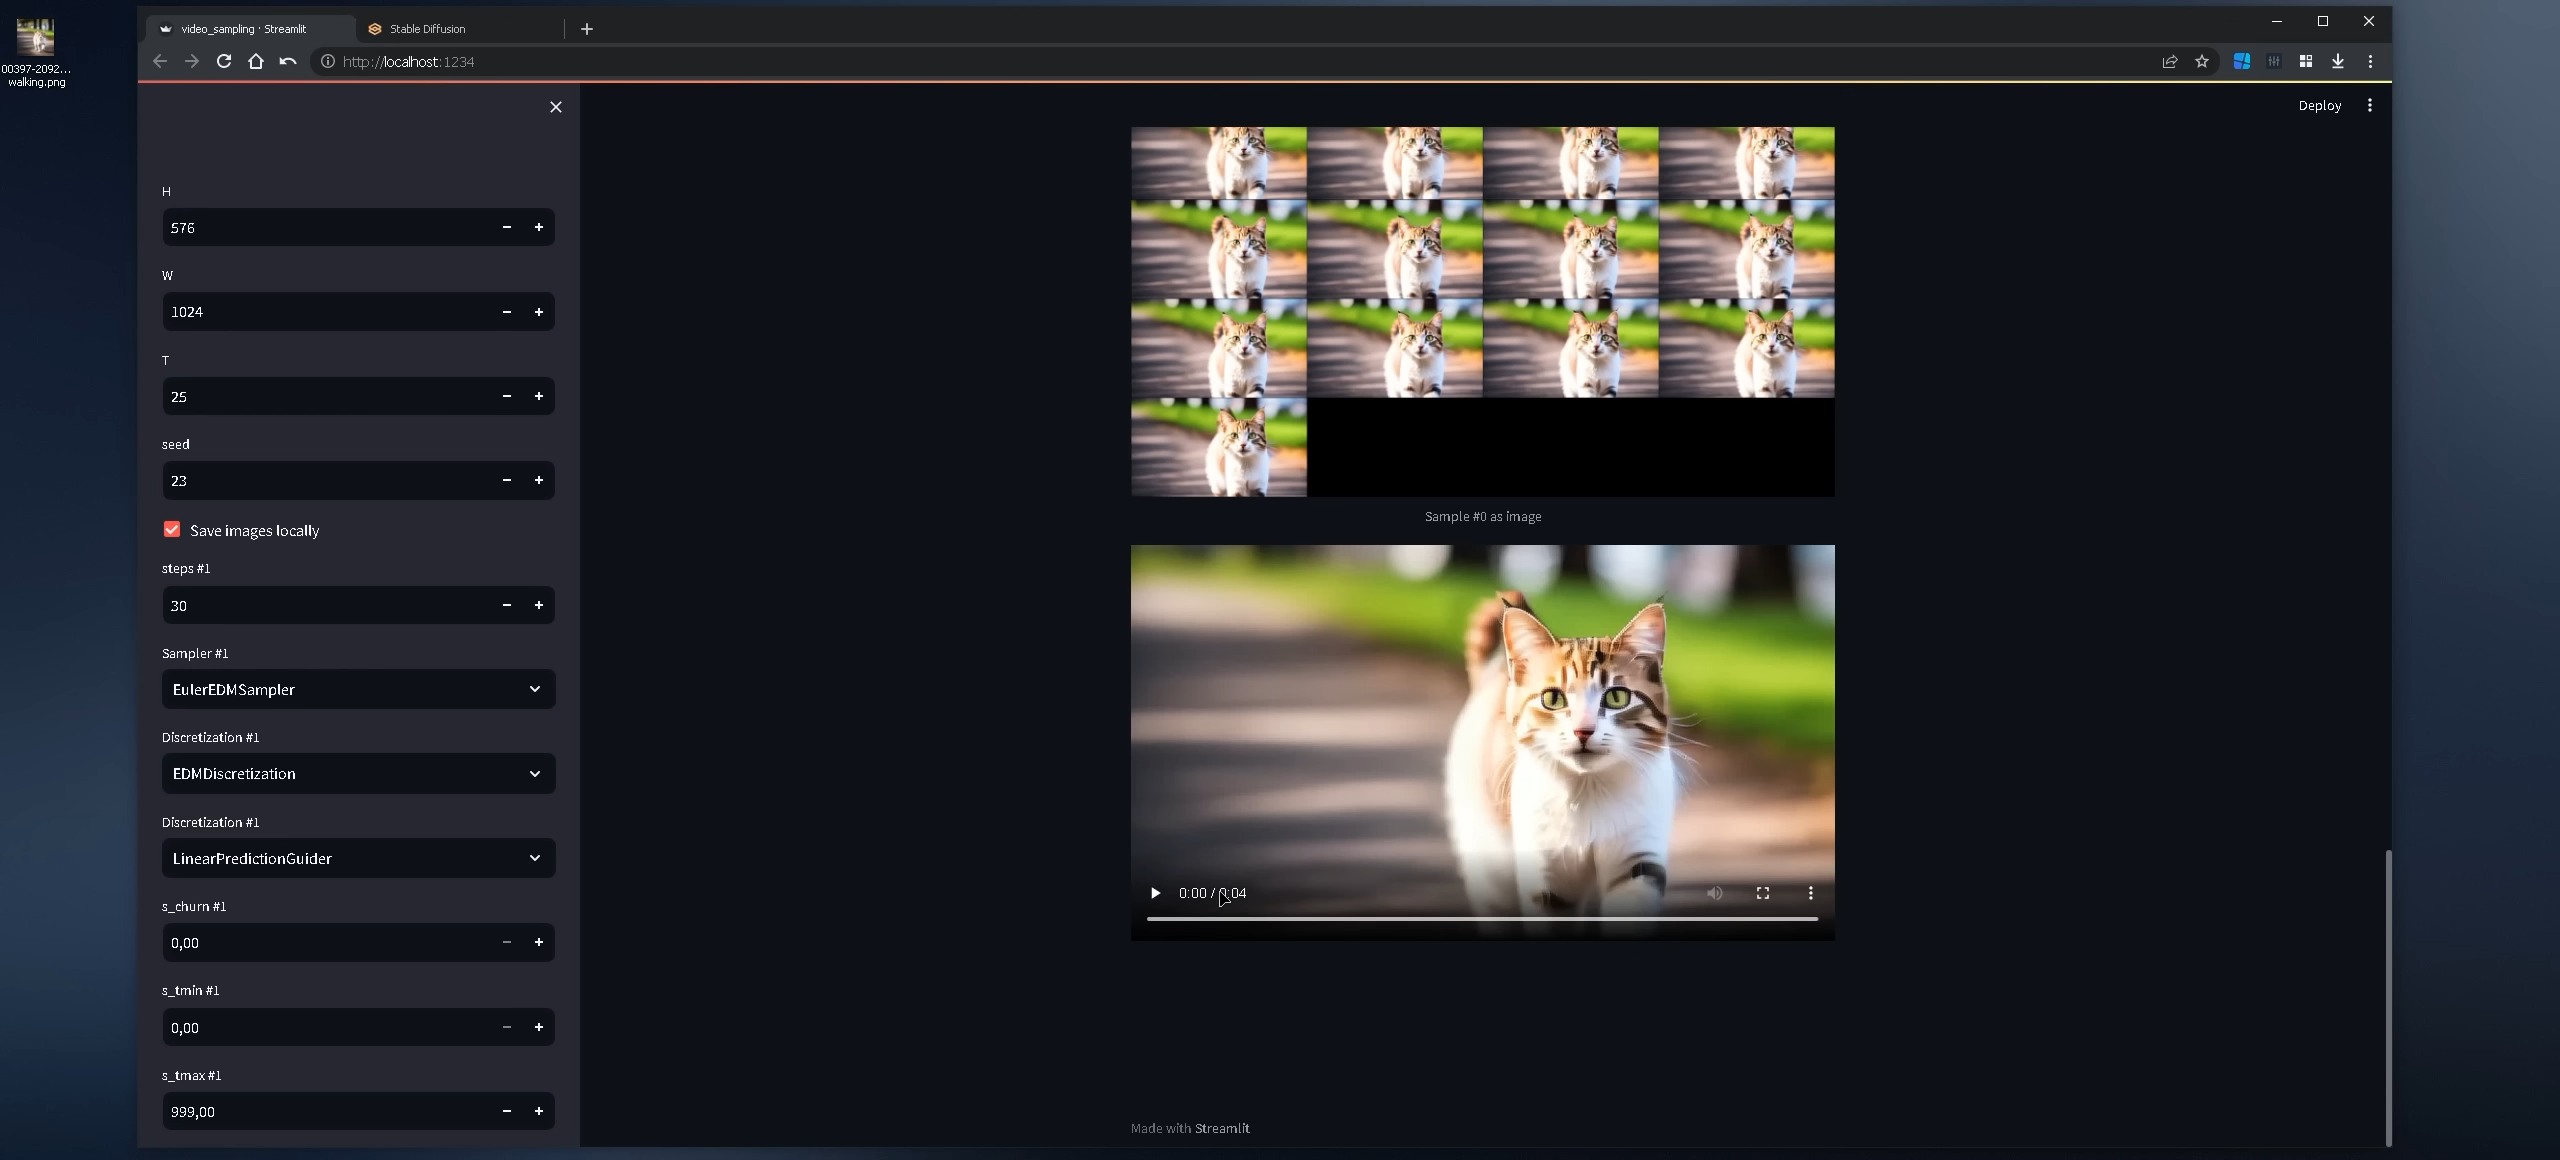 00397-2092...
walking.png
video_sampling · Streamlit
Stable Diffusion
http://localhost:1234
Deploy
H
576
W
1024
T
25
seed
23
Save images locally
steps #1
30
Sampler #1
EulerEDMSampler
Discretization #1
EDMDiscretization
Discretization #1
LinearPredictionGuider
s_churn #1
0,00
s_tmin #1
0,00
s_tmax #1
999,00
Sample #0 as image
0:00 / 0:04
Made with Streamlit